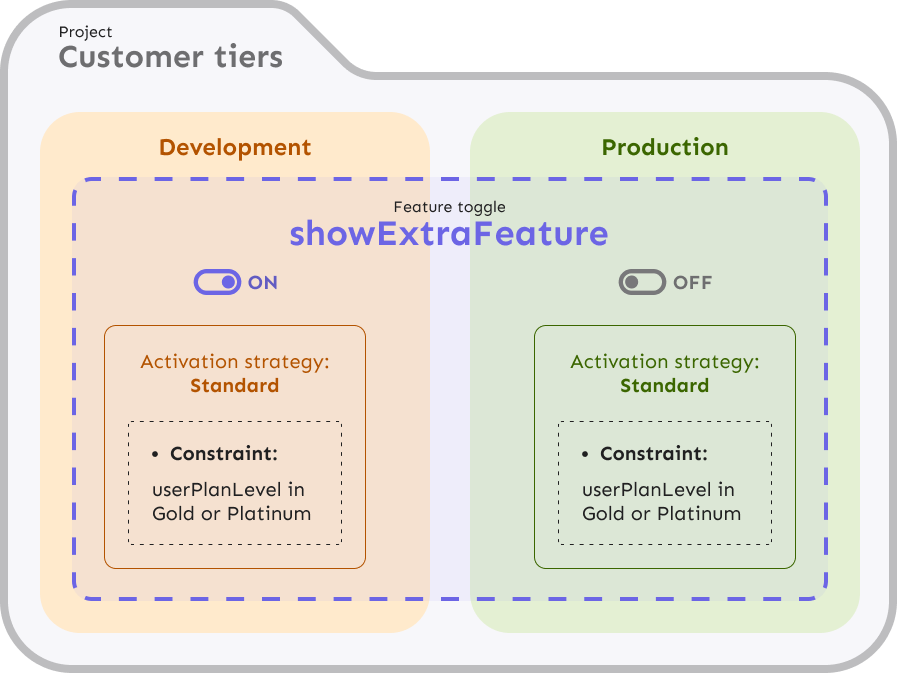 Project
Customer tiers
Development
Production
Feature toggle
showExtraFeature
ON
OFF
Activation strategy:
Standard
• Constraint:
userPlanLevel in
Gold or Platinum
Activation strategy:
Standard
• Constraint:
userPlanLevel in
Gold or Platinum